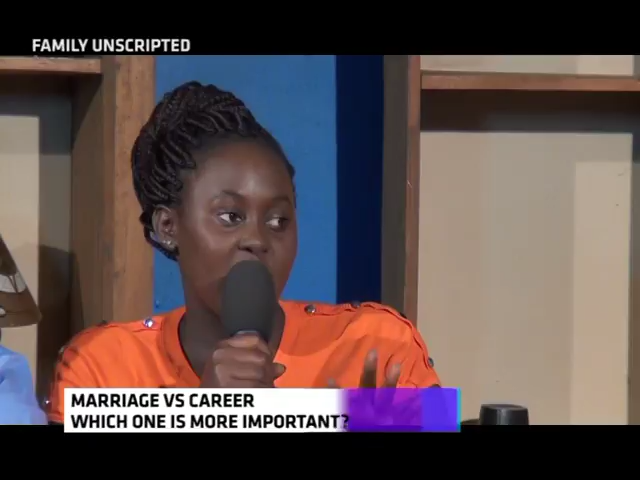 FAMILY UNSCRIPTED
MARRIAGE VS CAREER
WHICH ONE IS MORE IMPORTANT?